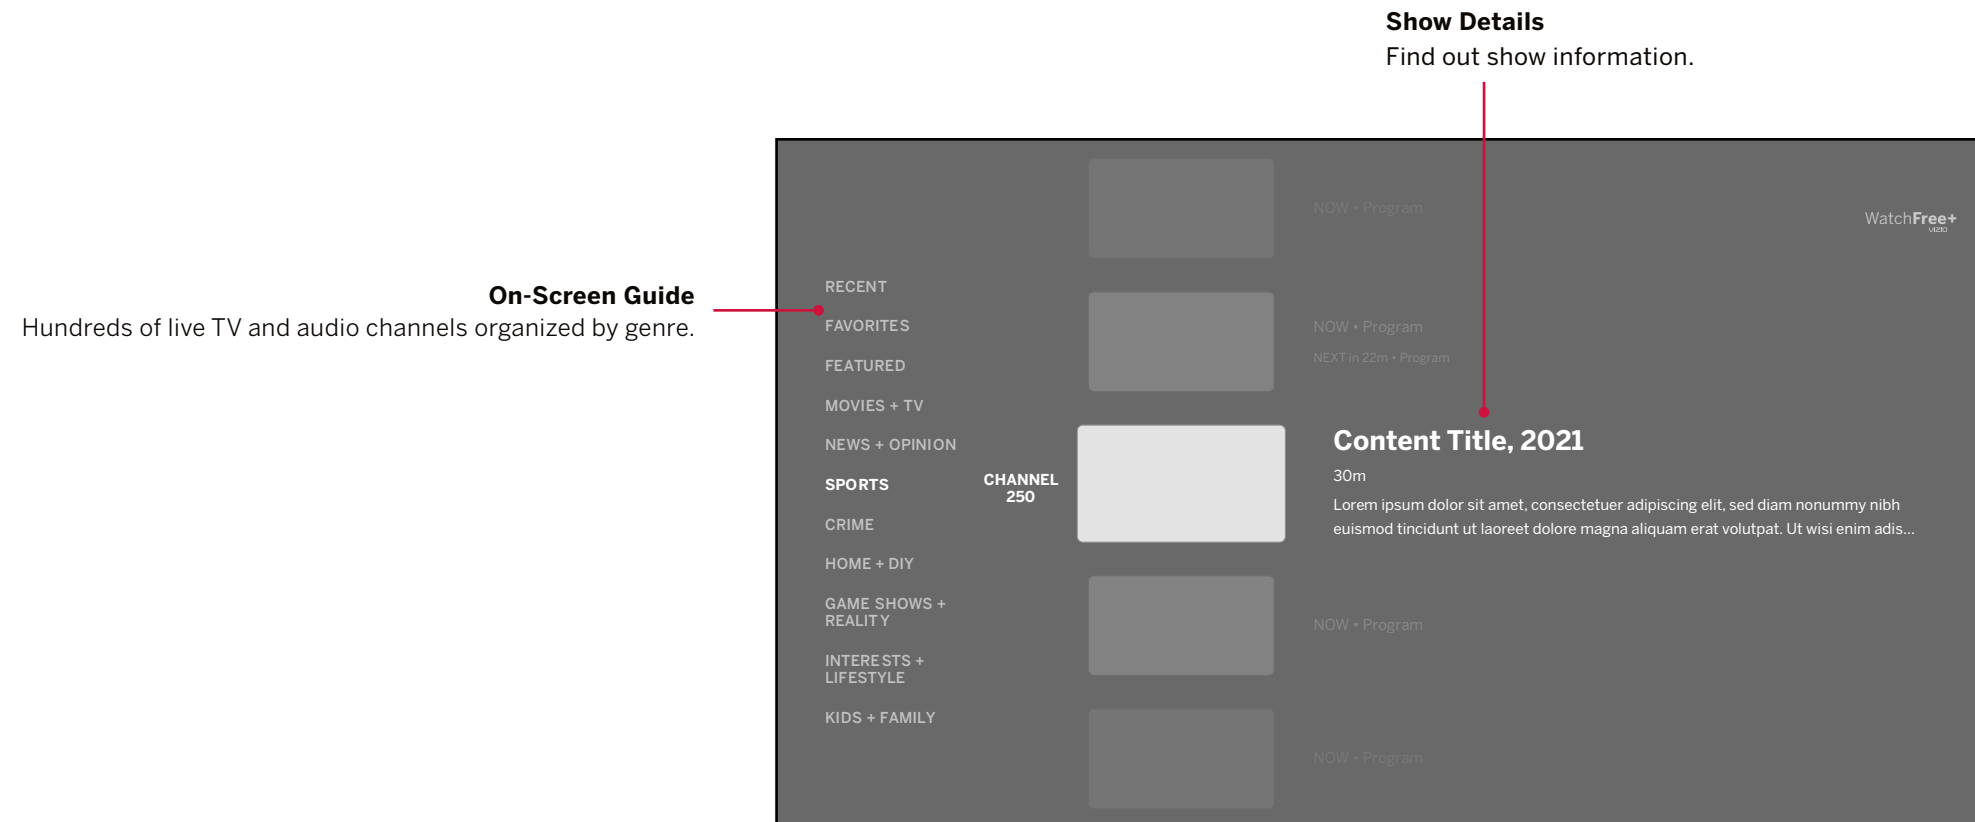 Show Details
Find out show information.
On-Screen Guide
Hundreds of live TV and audio channels organized by genre.
WatchFree+
VIZIO
RECENT
FAVORITES
FEATURED
MOVIES + TV
NEWS + OPINION
SPORTS
CRIME
HOME + DIY
GAME SHOWS +
REALITY
INTERESTS +
LIFESTYLE
KIDS + FAMILY
CHANNEL
250
NOW • Program
NOW • Program
NEXT in 22m • Program
Content Title, 2021
30m
Lorem ipsum dolor sit amet, consectetuer adipiscing elit, sed diam nonummy nibh
euismod tincidunt ut laoreet dolore magna aliquam erat volutpat. Ut wisi enim adis...
NOW • Program
NOW • Program